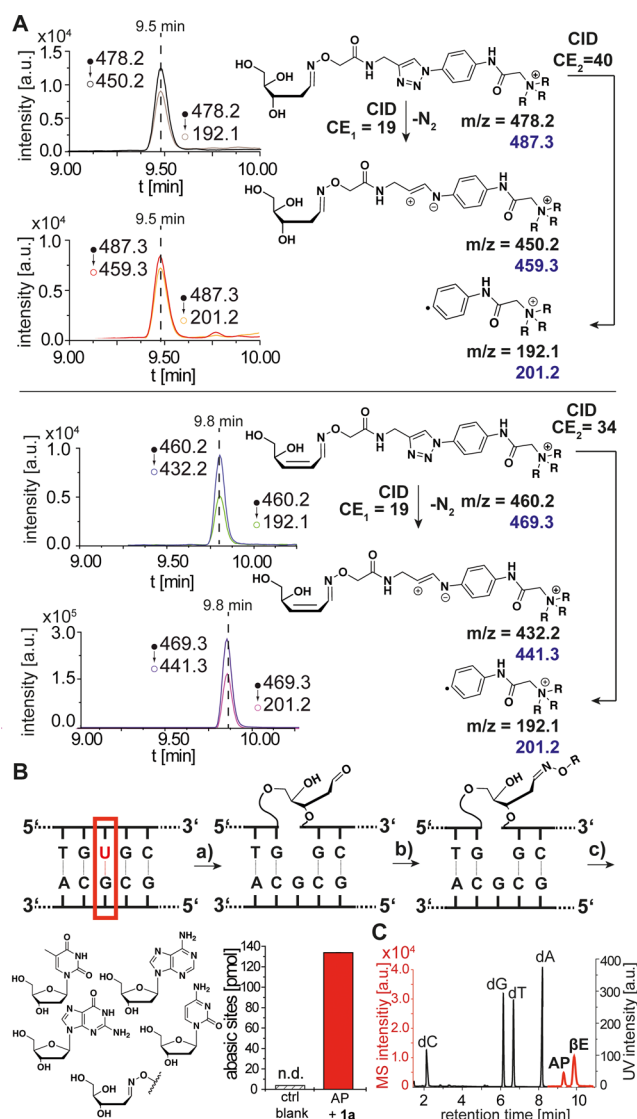 A
9.5 min
x10⁴
1.5
1.0
0.5
0.0
intensity [a.u.]
478.2
450.2
478.2
192.1
9.00 9.50 10.00
t [min]
CID
CE₂=40
CID
CE₁ = 19
-N₂
m/z = 478.2
487.3
9.5 min
x10⁴
1.0
0.5
0.0
intensity [a.u.]
487.3
459.3
487.3
201.2
9.00 9.50 10.00
t [min]
m/z = 450.2
459.3
m/z = 192.1
201.2
9.8 min
x10⁴
1.0
0.5
0.0
intensity [a.u.]
460.2
432.2
460.2
192.1
9.00 9.50 10.00
t [min]
CID
CE₂= 34
CID
CE₁ = 19
-N₂
m/z = 460.2
469.3
9.8 min
x10⁵
3.0
1.5
0.0
intensity [a.u.]
469.3
441.3
469.3
201.2
9.00 9.50 10.00
t [min]
m/z = 432.2
441.3
m/z = 192.1
201.2
B
5‘ 3‘
T G U G C
A C G C G
3‘ 5‘
a)
5‘ 3‘
T G G C
A C G C G
3‘ 5‘
b)
5‘ 3‘
T G G C
A C G C G
3‘ 5‘
c)
abasic sites [pmol]
140
120
100
80
60
40
20
0
n.d.
ctrl
blank
AP
+ 1a
C
MS intensity [a.u.]
x10⁴
4.0
3.0
2.0
1.0
0
dC
dG
dT
dA
AP
βE
400
300
200
100
0
UV intensity [a.u.]
2 4 6 8 10
retention time [min]